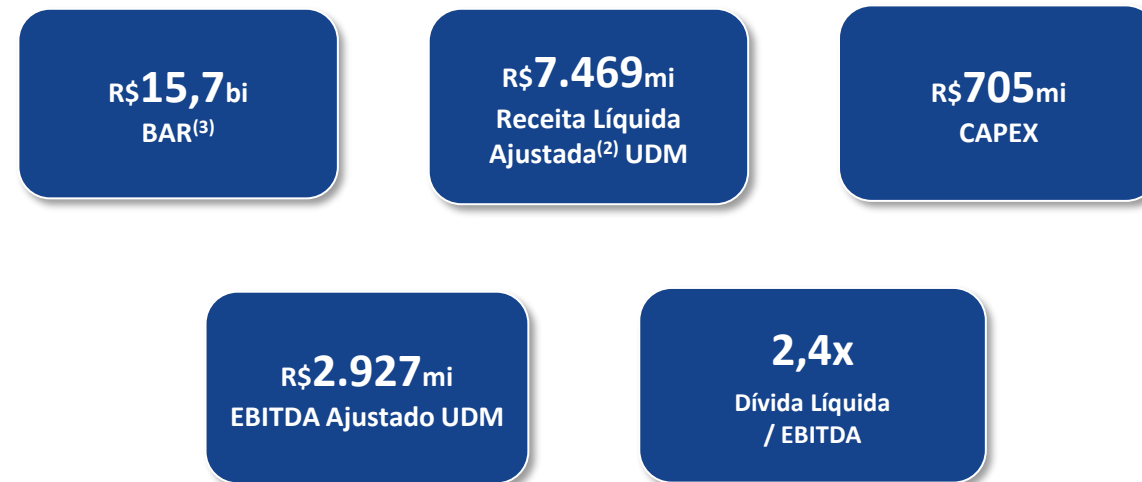 R$15,7bi
BAR(3)
R$7.469mi
Receita Líquida
Ajustada(2) UDM
R$705mi
CAPEX
R$2.927mi
EBITDA Ajustado UDM
2,4x
Dívida Líquida
/ EBITDA